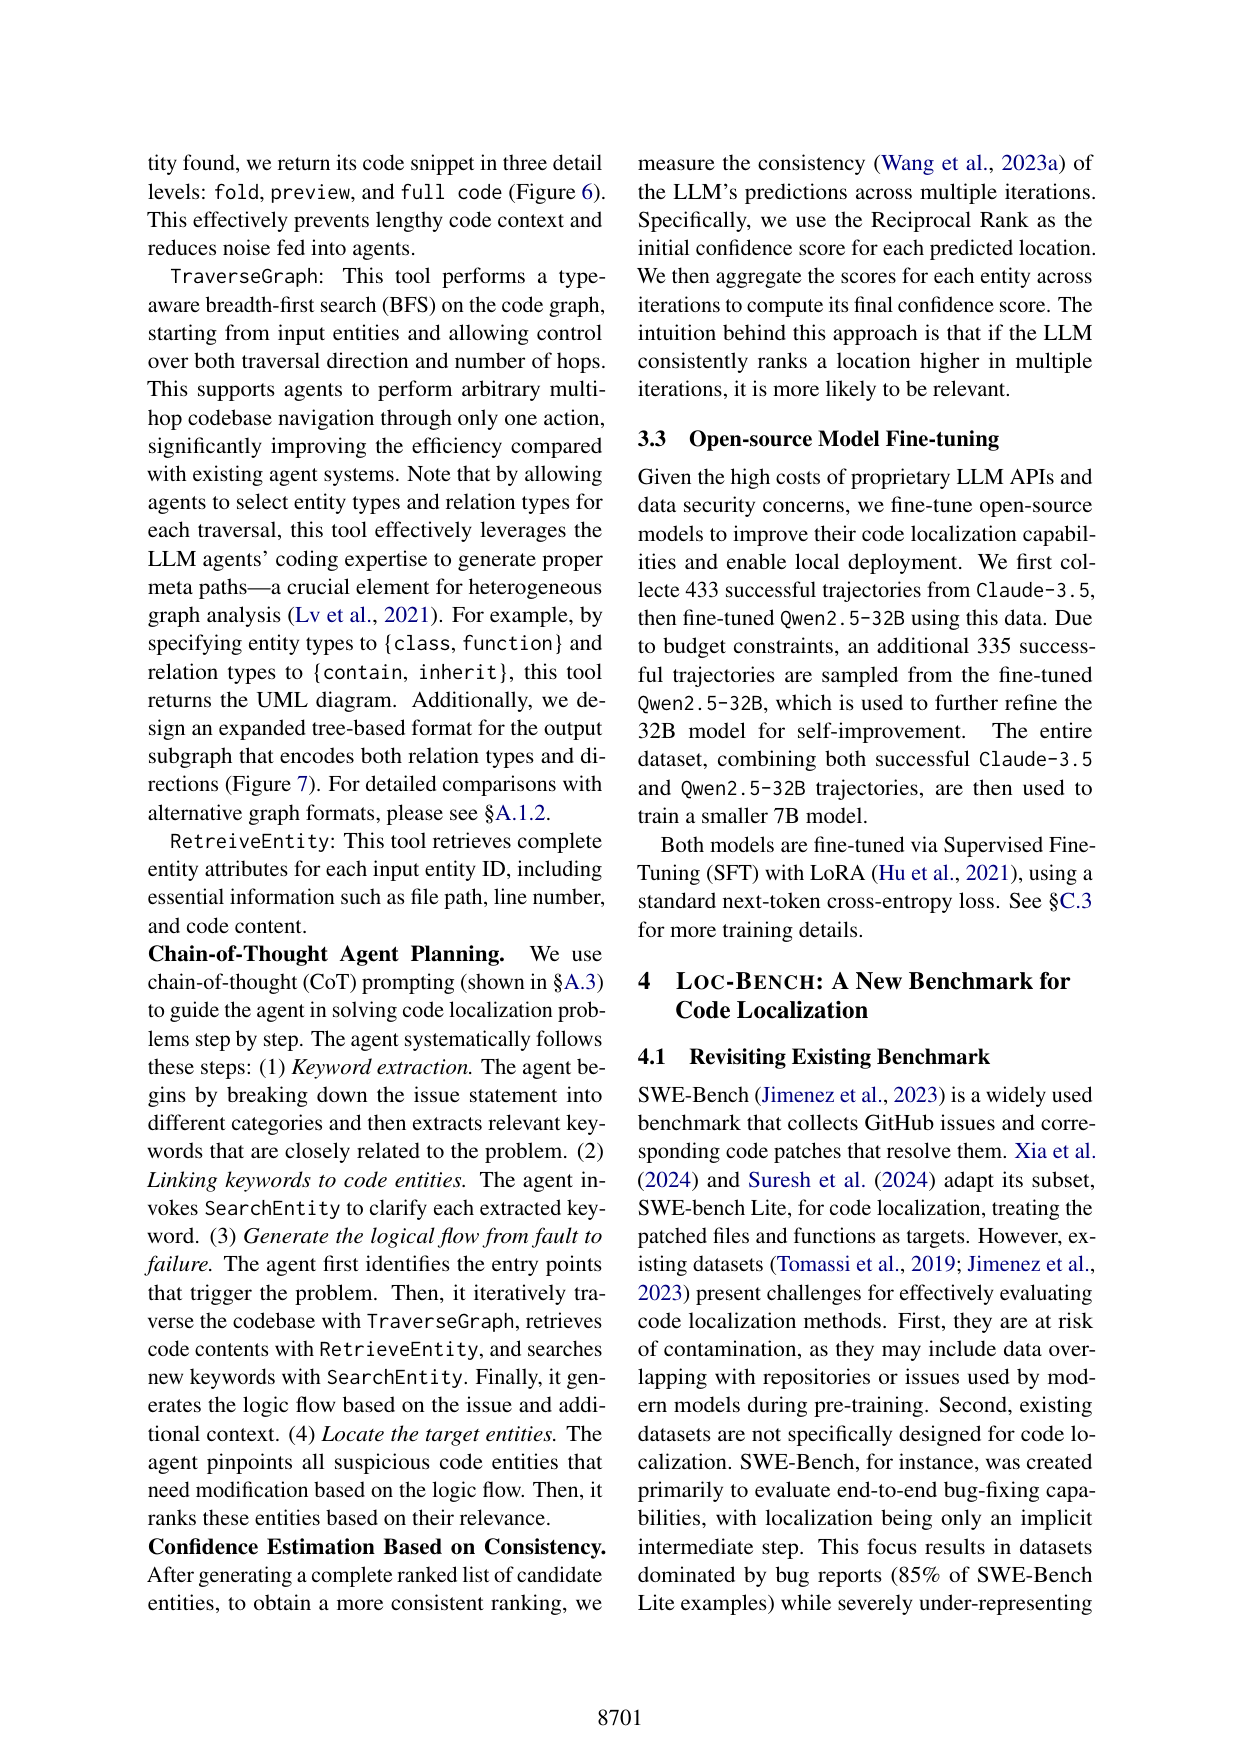 tity found, we return its code snippet in three detail
levels: fold, preview, and full code (Figure 6).
This effectively prevents lengthy code context and
reduces noise fed into agents.
TraverseGraph: This tool performs a type-
aware breadth-first search (BFS) on the code graph,
starting from input entities and allowing control
over both traversal direction and number of hops.
This supports agents to perform arbitrary multi-
hop codebase navigation through only one action,
significantly improving the efficiency compared
with existing agent systems. Note that by allowing
agents to select entity types and relation types for
each traversal, this tool effectively leverages the
LLM agents’ coding expertise to generate proper
meta paths—a crucial element for heterogeneous
graph analysis (Lv et al., 2021). For example, by
specifying entity types to {class, function} and
relation types to {contain, inherit}, this tool
returns the UML diagram. Additionally, we de-
sign an expanded tree-based format for the output
subgraph that encodes both relation types and di-
rections (Figure 7). For detailed comparisons with
alternative graph formats, please see §A.1.2.
RetreiveEntity: This tool retrieves complete
entity attributes for each input entity ID, including
essential information such as file path, line number,
and code content.
Chain-of-Thought Agent Planning. We use
chain-of-thought (CoT) prompting (shown in §A.3)
to guide the agent in solving code localization prob-
lems step by step. The agent systematically follows
these steps: (1) Keyword extraction. The agent be-
gins by breaking down the issue statement into
different categories and then extracts relevant key-
words that are closely related to the problem. (2)
Linking keywords to code entities. The agent in-
vokes SearchEntity to clarify each extracted key-
word. (3) Generate the logical flow from fault to
failure. The agent first identifies the entry points
that trigger the problem. Then, it iteratively tra-
verse the codebase with TraverseGraph, retrieves
code contents with RetrieveEntity, and searches
new keywords with SearchEntity. Finally, it gen-
erates the logic flow based on the issue and addi-
tional context. (4) Locate the target entities. The
agent pinpoints all suspicious code entities that
need modification based on the logic flow. Then, it
ranks these entities based on their relevance.
Confidence Estimation Based on Consistency.
After generating a complete ranked list of candidate
entities, to obtain a more consistent ranking, we
measure the consistency (Wang et al., 2023a) of
the LLM’s predictions across multiple iterations.
Specifically, we use the Reciprocal Rank as the
initial confidence score for each predicted location.
We then aggregate the scores for each entity across
iterations to compute its final confidence score. The
intuition behind this approach is that if the LLM
consistently ranks a location higher in multiple
iterations, it is more likely to be relevant.
3.3 Open-source Model Fine-tuning
Given the high costs of proprietary LLM APIs and
data security concerns, we fine-tune open-source
models to improve their code localization capabil-
ities and enable local deployment. We first col-
lecte 433 successful trajectories from Claude-3.5,
then fine-tuned Qwen2.5-32B using this data. Due
to budget constraints, an additional 335 success-
ful trajectories are sampled from the fine-tuned
Qwen2.5-32B, which is used to further refine the
32B model for self-improvement. The entire
dataset, combining both successful Claude-3.5
and Qwen2.5-32B trajectories, are then used to
train a smaller 7B model.
Both models are fine-tuned via Supervised Fine-
Tuning (SFT) with LoRA (Hu et al., 2021), using a
standard next-token cross-entropy loss. See §C.3
for more training details.
4 LOC-BENCH: A New Benchmark for
Code Localization
4.1 Revisiting Existing Benchmark
SWE-Bench (Jimenez et al., 2023) is a widely used
benchmark that collects GitHub issues and corre-
sponding code patches that resolve them. Xia et al.
(2024) and Suresh et al. (2024) adapt its subset,
SWE-bench Lite, for code localization, treating the
patched files and functions as targets. However, ex-
isting datasets (Tomassi et al., 2019; Jimenez et al.,
2023) present challenges for effectively evaluating
code localization methods. First, they are at risk
of contamination, as they may include data over-
lapping with repositories or issues used by mod-
ern models during pre-training. Second, existing
datasets are not specifically designed for code lo-
calization. SWE-Bench, for instance, was created
primarily to evaluate end-to-end bug-fixing capa-
bilities, with localization being only an implicit
intermediate step. This focus results in datasets
dominated by bug reports (85% of SWE-Bench
Lite examples) while severely under-representing
8701